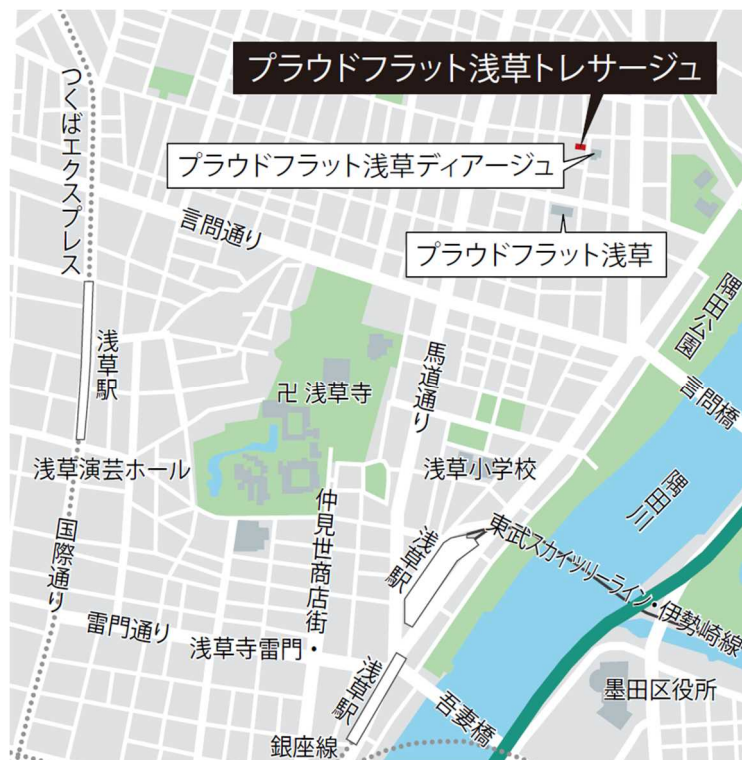 プラウドフラット浅草トレサージュ
つくばエクスプレス
プラウドフラット浅草ディアージュ
言問通り
プラウドフラット浅草
隅田公園
浅草駅
馬道通り
卍 浅草寺
言問橋
浅草演芸ホール
浅草小学校
隅田川
仲見世商店街・
国際通り
浅草駅
東武スカイツリーライン・伊勢崎線
雷門通り
浅草寺雷門・
浅草駅
墨田区役所
吾妻橋
銀座線